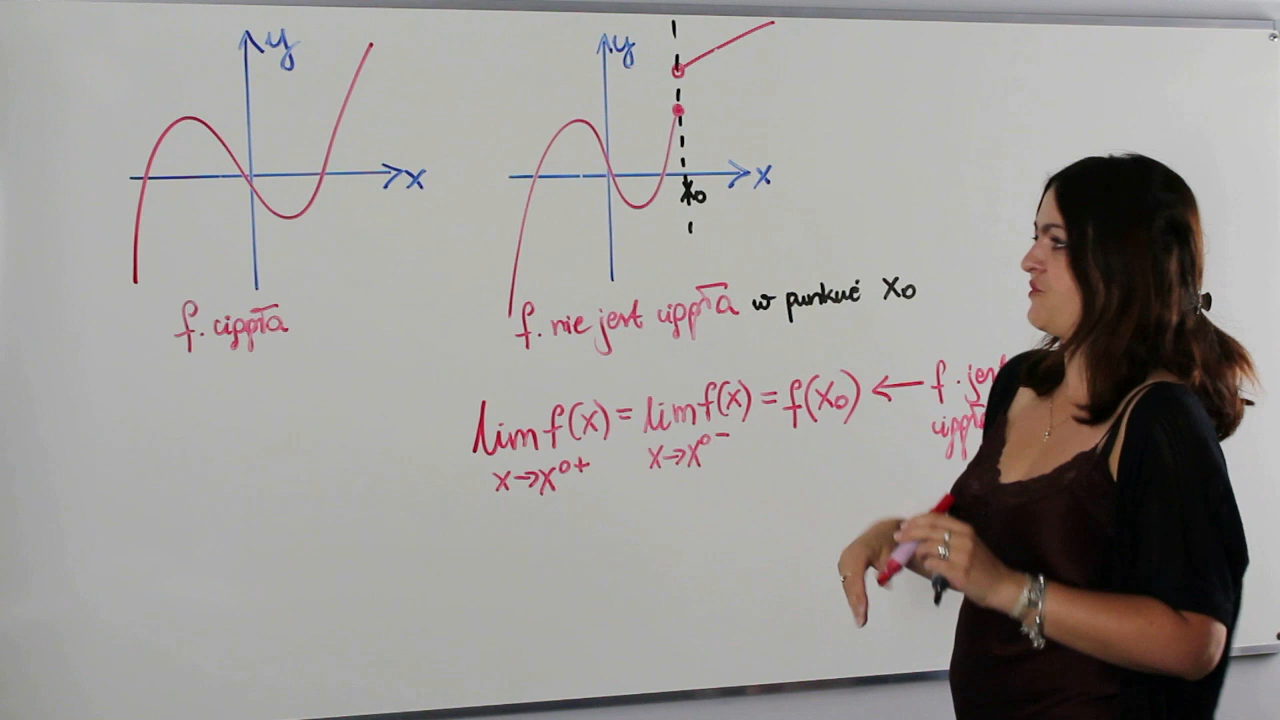 y
x
f. ciągła
y
x
x0
f. nie jest ciągła w punkcie x0
lim f(x) = lim f(x) = f(x0) ← f. jest
x→x0+ x→x0- ciągła